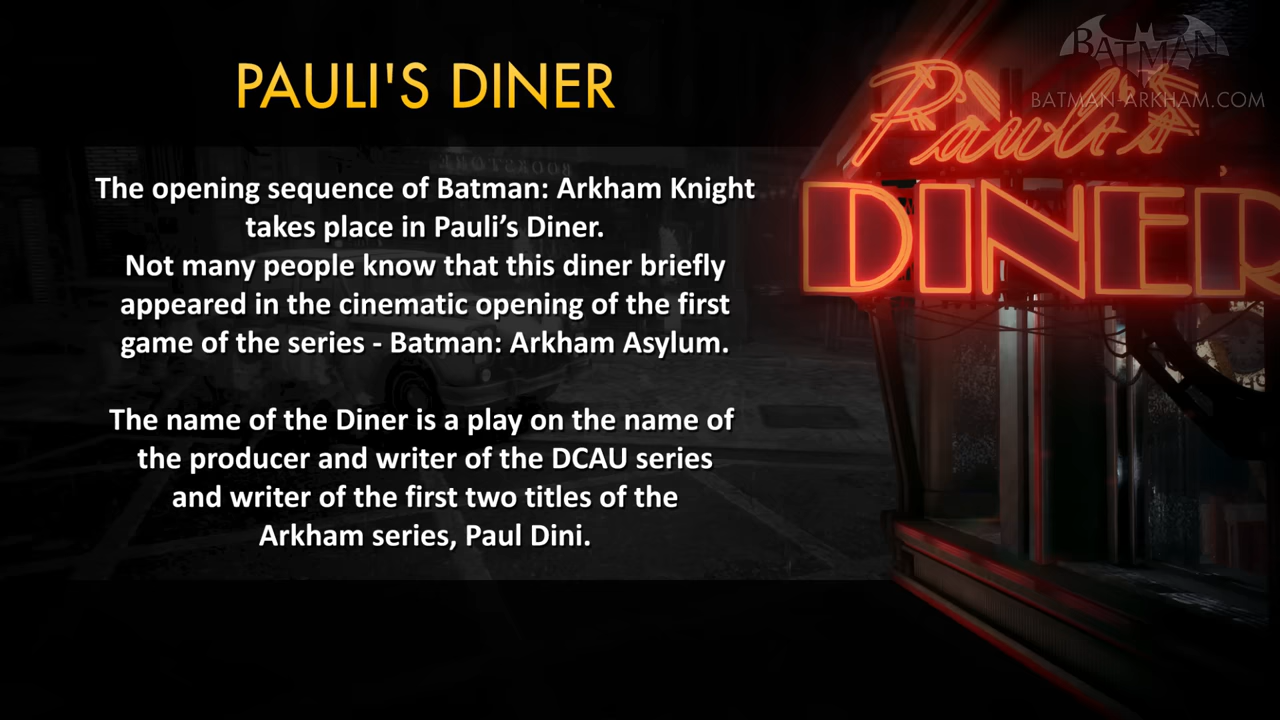 BATMAN
BATMAN-ARKHAM.COM
PAULI'S DINER
The opening sequence of Batman: Arkham Knight
takes place in Pauli’s Diner.
Not many people know that this diner briefly
appeared in the cinematic opening of the first
game of the series - Batman: Arkham Asylum.
The name of the Diner is a play on the name of
the producer and writer of the DCAU series
and writer of the first two titles of the
Arkham series, Paul Dini.
Pauli's
DINER
BOOKSTORE